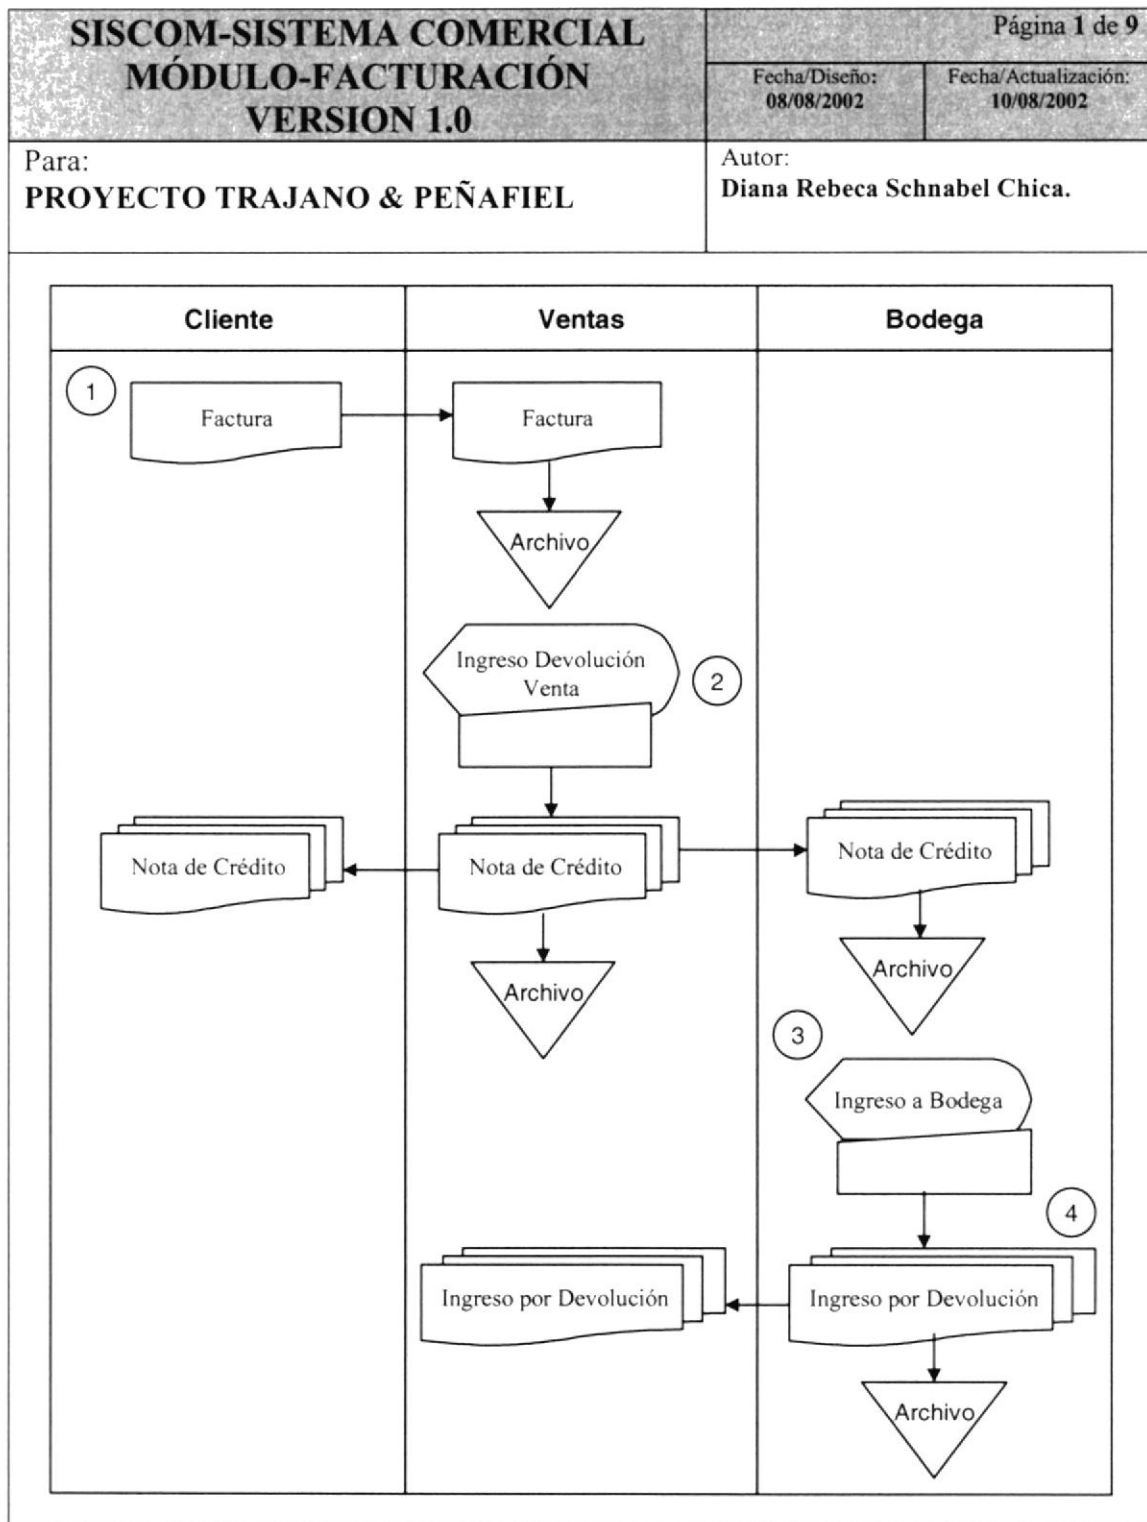 SISCOM-SISTEMA COMERCIAL
MÓDULO-FACTURACIÓN
VERSION 1.0
Página 1 de 9
Fecha/Diseño:
08/08/2002
Fecha/Actualización:
10/08/2002
Para:
PROYECTO TRAJANO & PEÑAFIEL
Autor:
Diana Rebeca Schnabel Chica.
Cliente
Ventas
Bodega
1
Factura
Factura
Archivo
Ingreso Devolución
Venta
2
Nota de Crédito
Nota de Crédito
Nota de Crédito
Archivo
Archivo
3
Ingreso a Bodega
4
Ingreso por Devolución
Ingreso por Devolución
Archivo